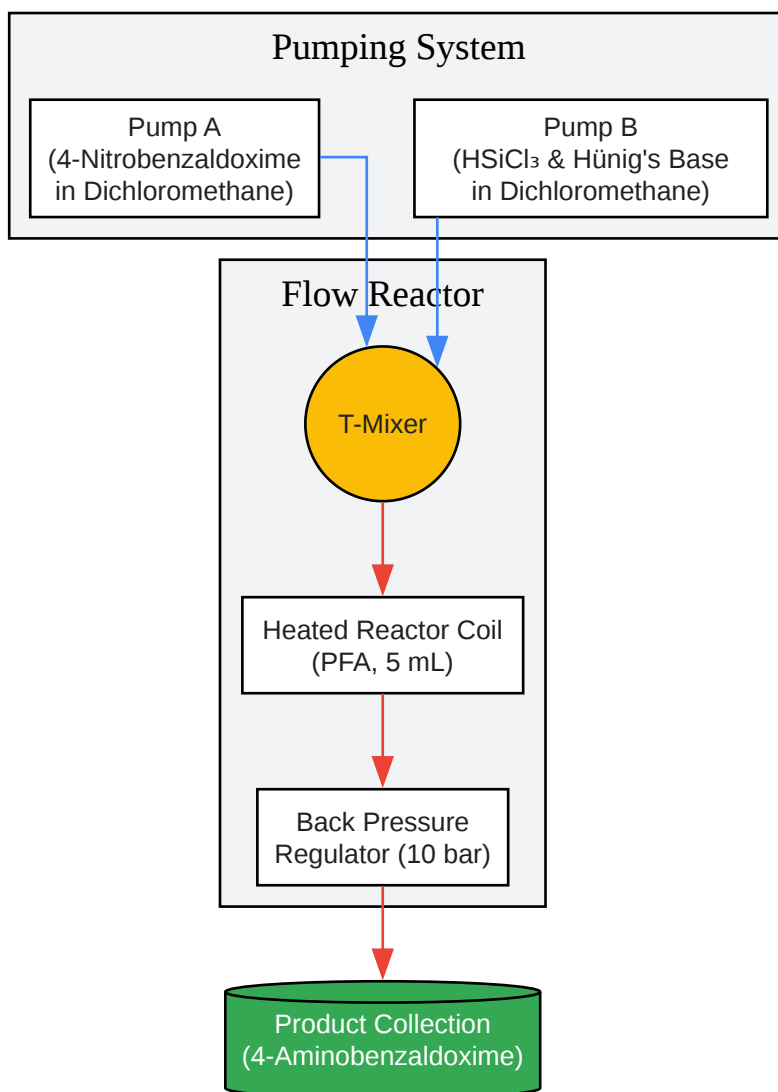 Pumping System
Pump A
(4-Nitrobenzaldoxime
in Dichloromethane)
Pump B
(HSiCl₃ & Hünig's Base
in Dichloromethane)
Flow Reactor
T-Mixer
Heated Reactor Coil
(PFA, 5 mL)
Back Pressure
Regulator (10 bar)
Product Collection
(4-Aminobenzaldoxime)